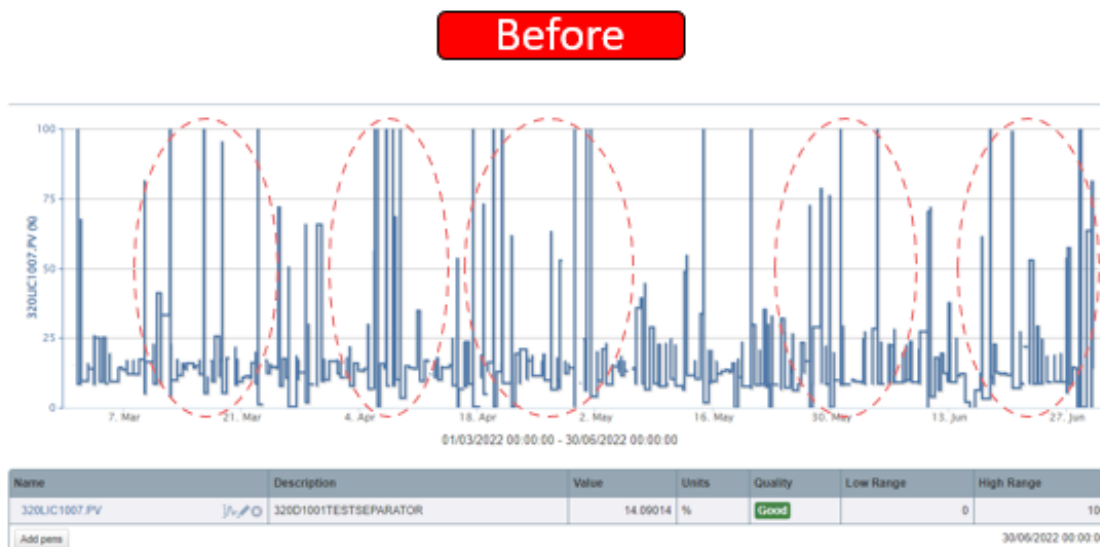 Before
100
75
50
25
0
320LIC1007.PV (%)
7. Mar 21. Mar 4. Apr 18. Apr 2. May 16. May 30. May 13. Jun 27. Jun
01/03/2022 00:00:00 - 30/06/2022 00:00:00
Name Description Value Units Quality Low Range High Range
320LIC1007.PV 320D1001TESTSEPARATOR 14.09014 % Good 0 10
Add pens 30/06/2022 00:00:0